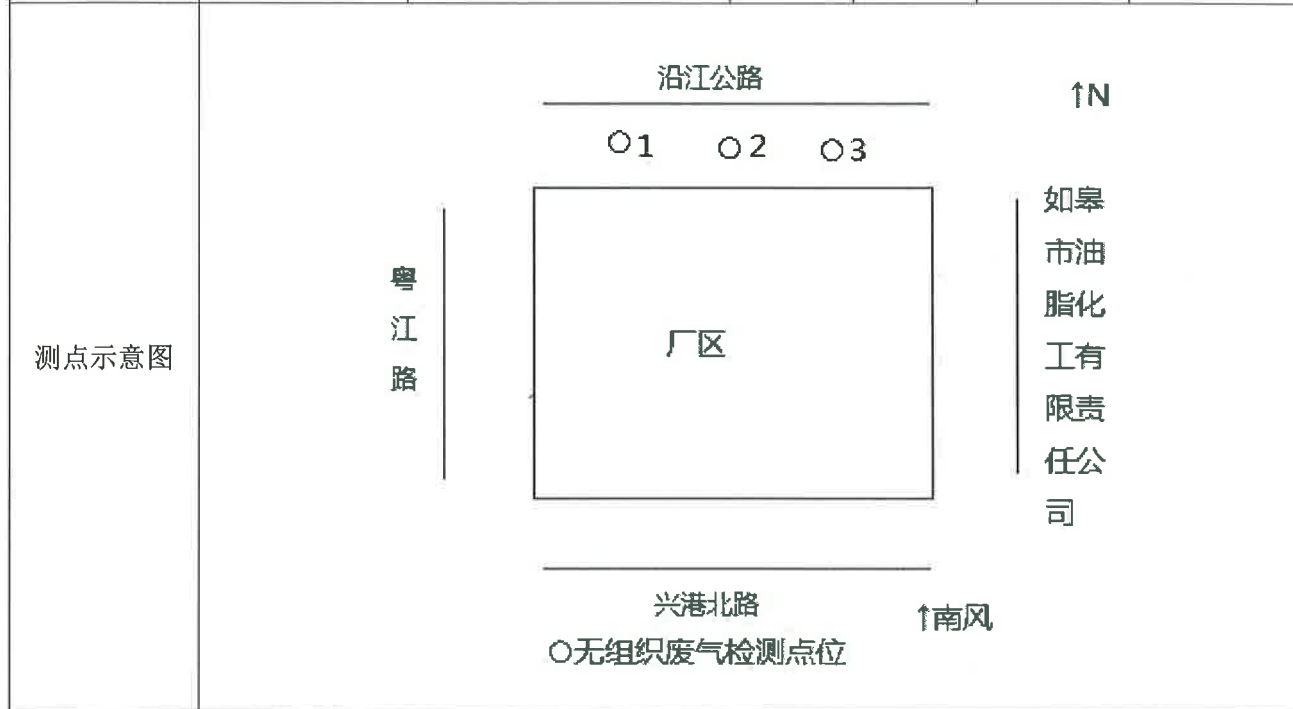 测点示意图
沿江公路
↑N
○1 ○2 ○3
粤
江
路
厂区
如皋
市油
脂化
工有
限责
任公
司
兴港北路
↑南风
○无组织废气检测点位